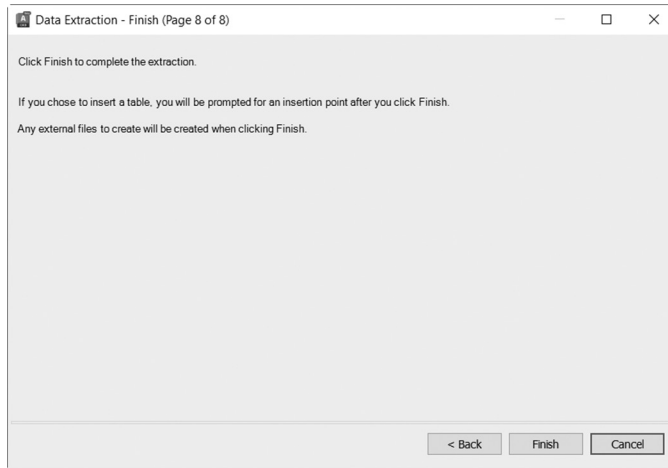 Data Extraction - Finish (Page 8 of 8)
Click Finish to complete the extraction.
If you chose to insert a table, you will be prompted for an insertion point after you click Finish.
Any external files to create will be created when clicking Finish.
< Back Finish Cancel